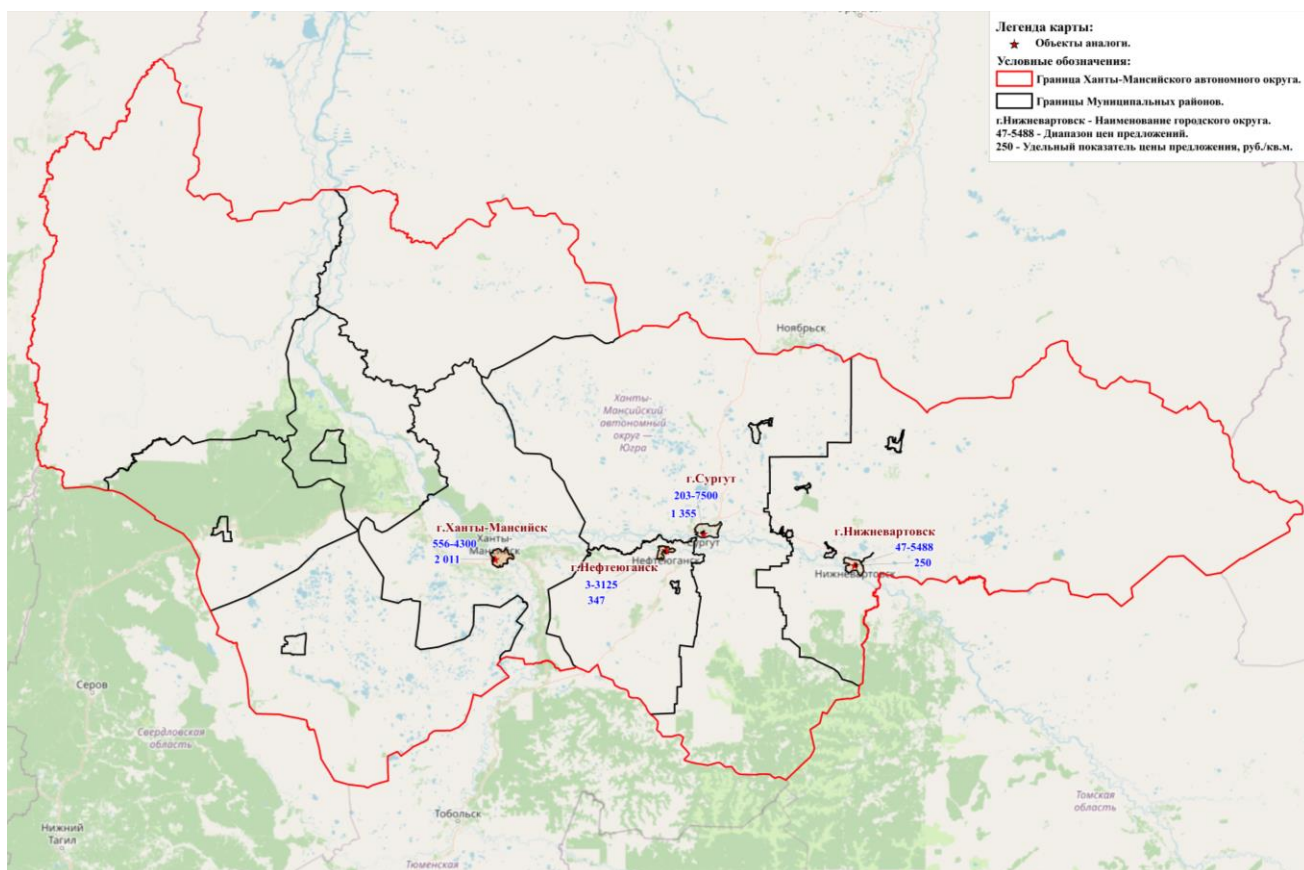 Легенда карты:
Объекты аналоги.
Условные обозначения:
Граница Ханты-Мансийского автономного округа.
Границы Муниципальных районов.
г.Нижневартовск - Наименование городского округа.
47-5488 - Диапазон цен предложений.
250 - Удельный показатель цены предложения, руб./кв.м.
Ноябрьск
Ханты-
Мансийский
автономный
округ —
Югра
г.Сургут
203-7500
1 355
Сургут
г.Ханты-Мансийск
556-4300
2 011
Ханты-
Мансийск
г.Нефтеюганск
3-3125
347
Нефтеюганск
г.Нижневартовск
47-5488
250
Нижневартовск
Серов
Свердловская
область
Нижний
Тагил
Тобольск
Тюменская
Томская
область